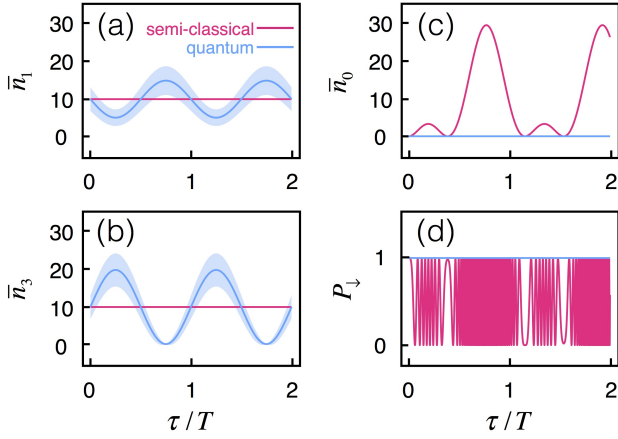 (a) semi-classical
quantum
n̅₁
30
20
10
0
0 1 2
(c)
n̅₀
30
20
10
0
0 1 2
(b)
n̅₃
30
20
10
0
0 1 2
τ/T
(d)
P↓
1
0
0 1 2
τ/T